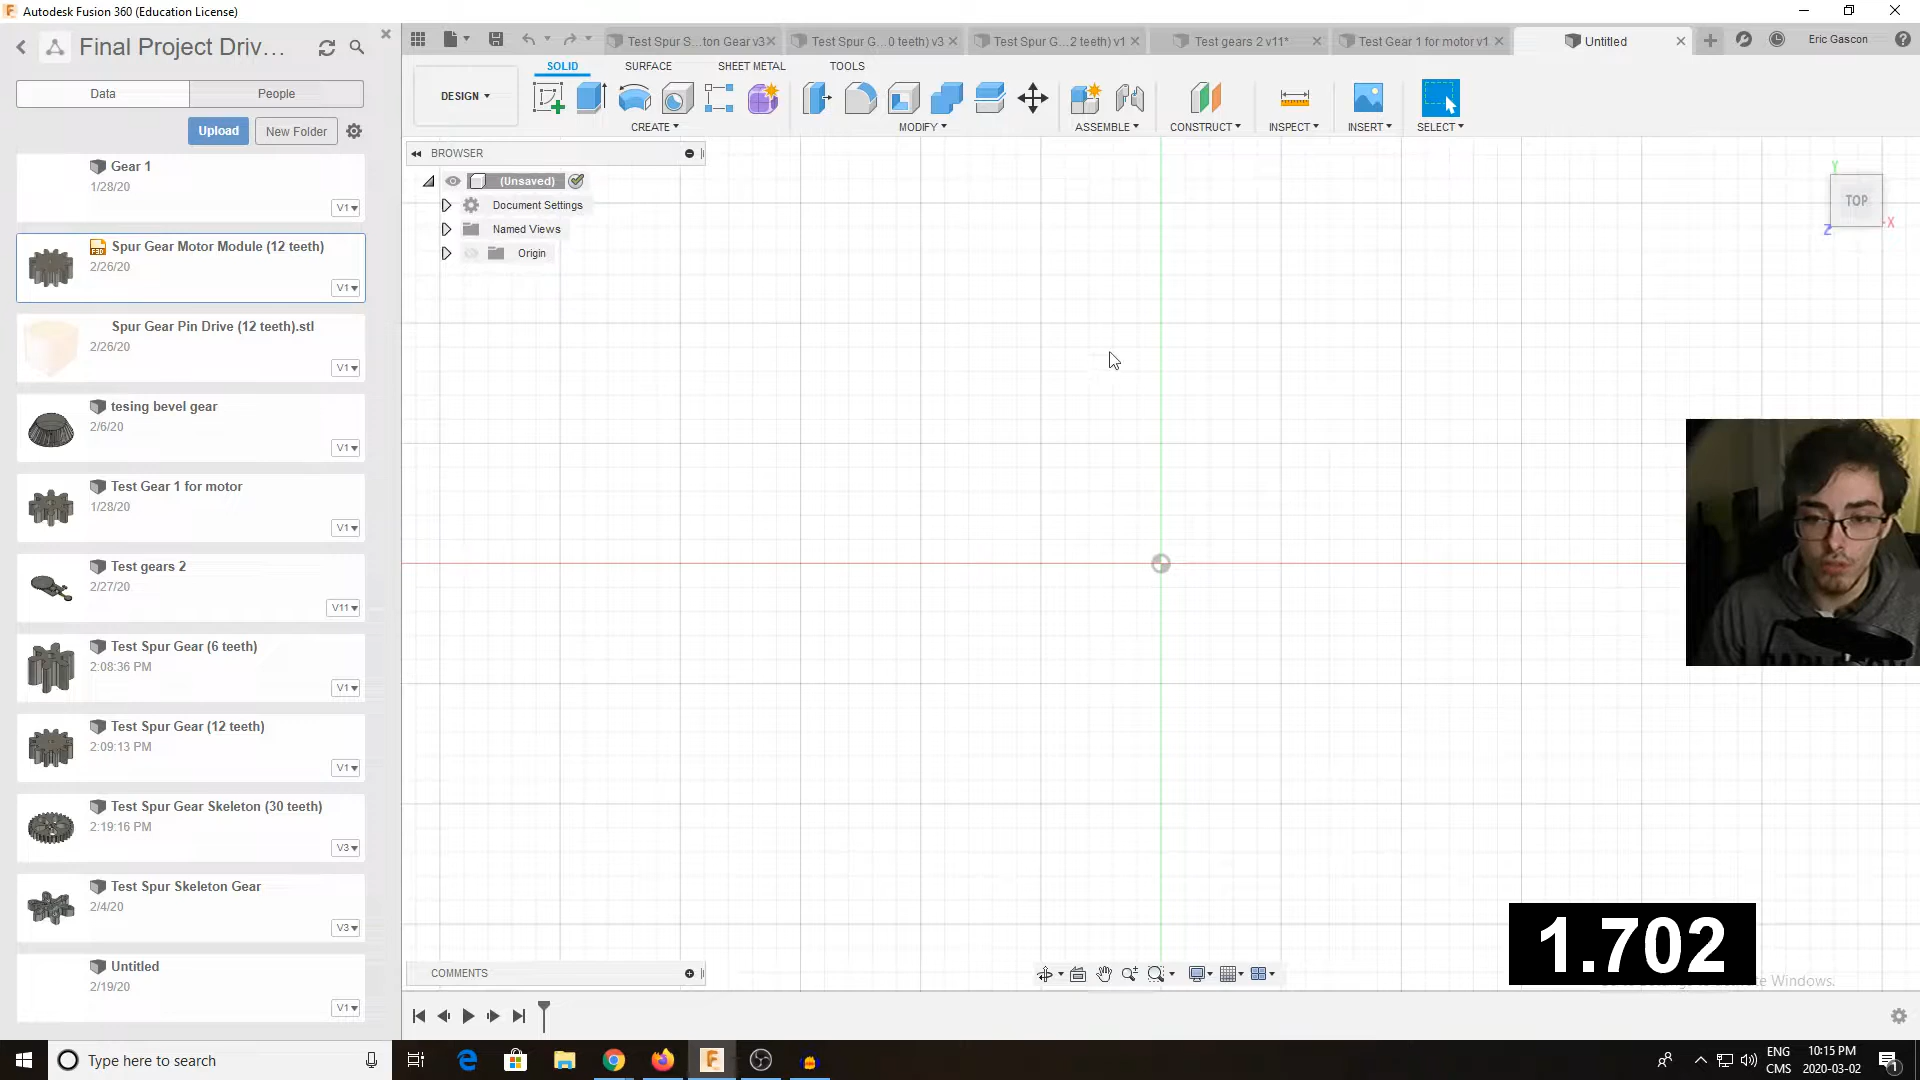 Autodesk Fusion 360 (Education License)
Final Project Driv...
Test Spur S...ton Gear v3
Test Spur G...0 teeth) v3
Test Spur G...2 teeth) v1
Test gears 2 v11*
Test Gear 1 for motor v1
Untitled
Eric Gascon
Data
People
Upload
New Folder
SOLID
SURFACE
SHEET METAL
TOOLS
DESIGN
CREATE
MODIFY
ASSEMBLE
CONSTRUCT
INSPECT
INSERT
SELECT
BROWSER
(Unsaved)
Document Settings
Named Views
Origin
Gear 1
1/28/20
V1
Spur Gear Motor Module (12 teeth)
2/26/20
V1
Spur Gear Pin Drive (12 teeth).stl
2/26/20
V1
tesing bevel gear
2/6/20
V1
Test Gear 1 for motor
1/28/20
V1
Test gears 2
2/27/20
V11
Test Spur Gear (6 teeth)
2:08:36 PM
V1
Test Spur Gear (12 teeth)
2:09:13 PM
V1
Test Spur Gear Skeleton (30 teeth)
2:19:16 PM
V3
Test Spur Skeleton Gear
2/4/20
V3
Untitled
2/19/20
V1
Y
TOP
Z
X
COMMENTS
1.702
Windows.
Type here to search
ENG
CMS
10:15 PM
2020-03-02
1